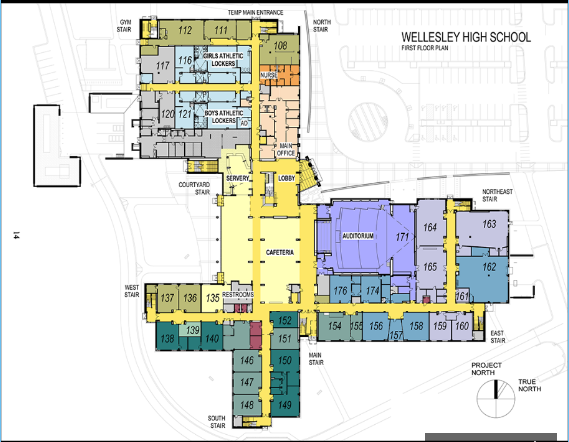 TEMP MAIN ENTRANCE
GYM
STAIR
NORTH
STAIR
WELLESLEY HIGH SCHOOL
FIRST FLOOR PLAN
112
111
108
117
116
GIRLS ATHLETIC
LOCKERS
NURSE
120
121
BOYS ATHLETIC
LOCKERS
AD
MAIN
OFFICE
SERVERY
LOBBY
COURTYARD
STAIR
NORTHEAST
STAIR
AUDITORIUM
171
164
163
CAFETERIA
165
162
161
176
174
WEST
STAIR
137
136
135
RESTROOMS
138
139
140
152
151
154
155
156
157
158
159
160
EAST
STAIR
MAIN
STAIR
146
150
147
148
149
SOUTH
STAIR
PROJECT
NORTH
TRUE
NORTH
14